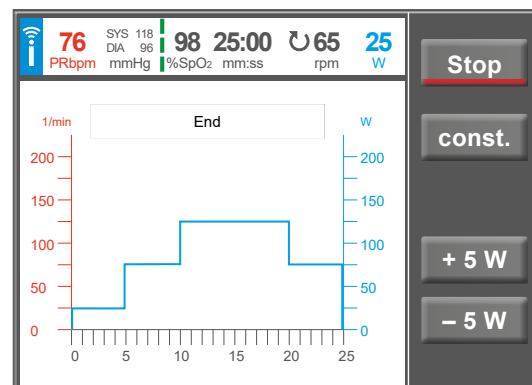 76 SYS 118 98 25:00 65 25
DIA 96
PRbpm mmHg %SpO₂ mm:ss rpm W
Stop
1/min End W
const.
200 200
150 150
100 100
+ 5 W
50 50
– 5 W
0 0
0 5 10 15 20 25